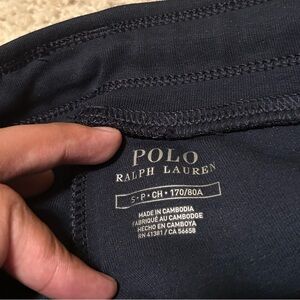 POLO
RALPH LAUREN
S•P•CH•170/80A
MADE IN CAMBODIA
FABRIQUÉ AU CAMBODGE
HECHO EN CAMBOYA
RN 41381 / CA 56658